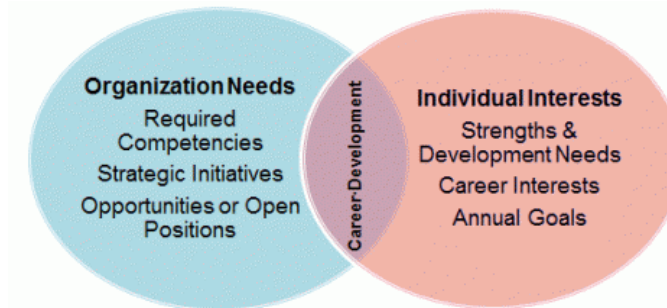 Organization Needs
Required
Competencies
Strategic Initiatives
Opportunities or Open
Positions
Career-Development
Individual Interests
Strengths &
Development Needs
Career Interests
Annual Goals